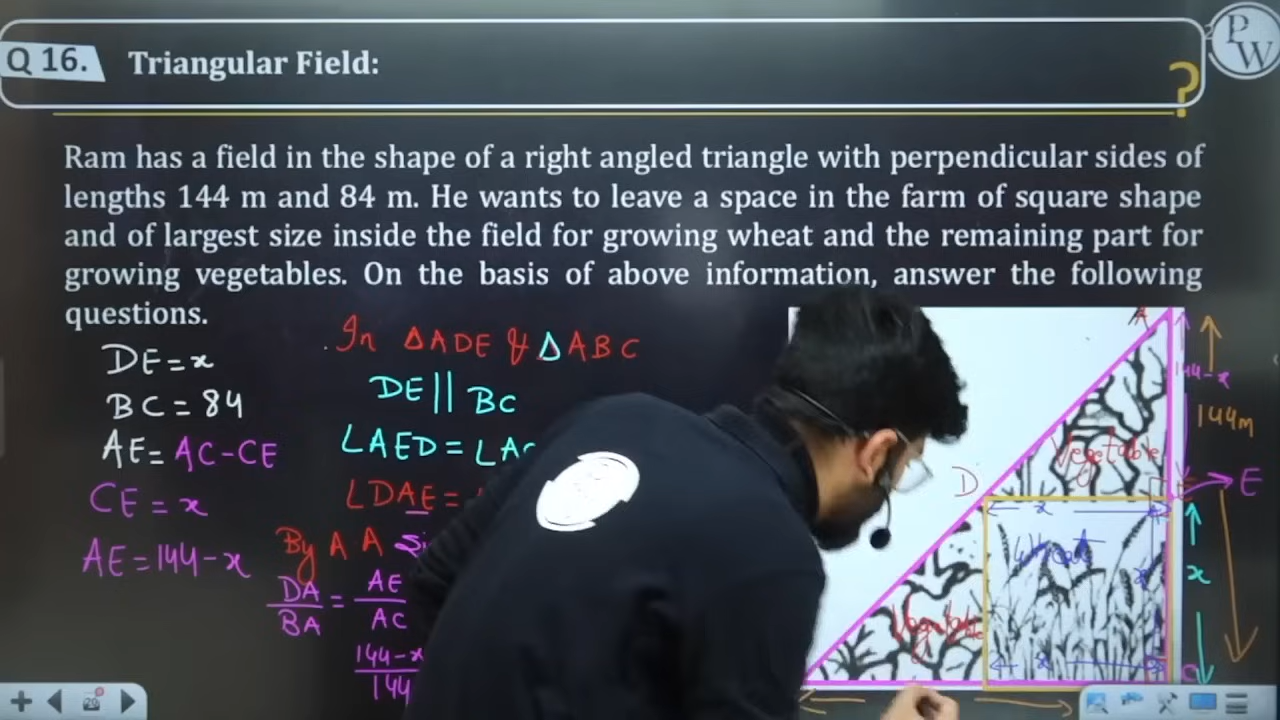 Q 16.
Triangular Field:
?
PW
Ram has a field in the shape of a right angled triangle with perpendicular sides of
lengths 144 m and 84 m. He wants to leave a space in the farm of square shape
and of largest size inside the field for growing wheat and the remaining part for
growing vegetables. On the basis of above information, answer the following
questions.
DE = x
BC = 84
AE = AC - CE
CE = x
AE = 144 - x
In ΔADE & ΔABC
DE || BC
∠AED =
∠DAE =
By A A
DA/BA = AE/AC
144 - x / 144
A
144 - x
144 m
Vegetable
D
E
x
Wheat
x
x
Vegetable
x
C
20